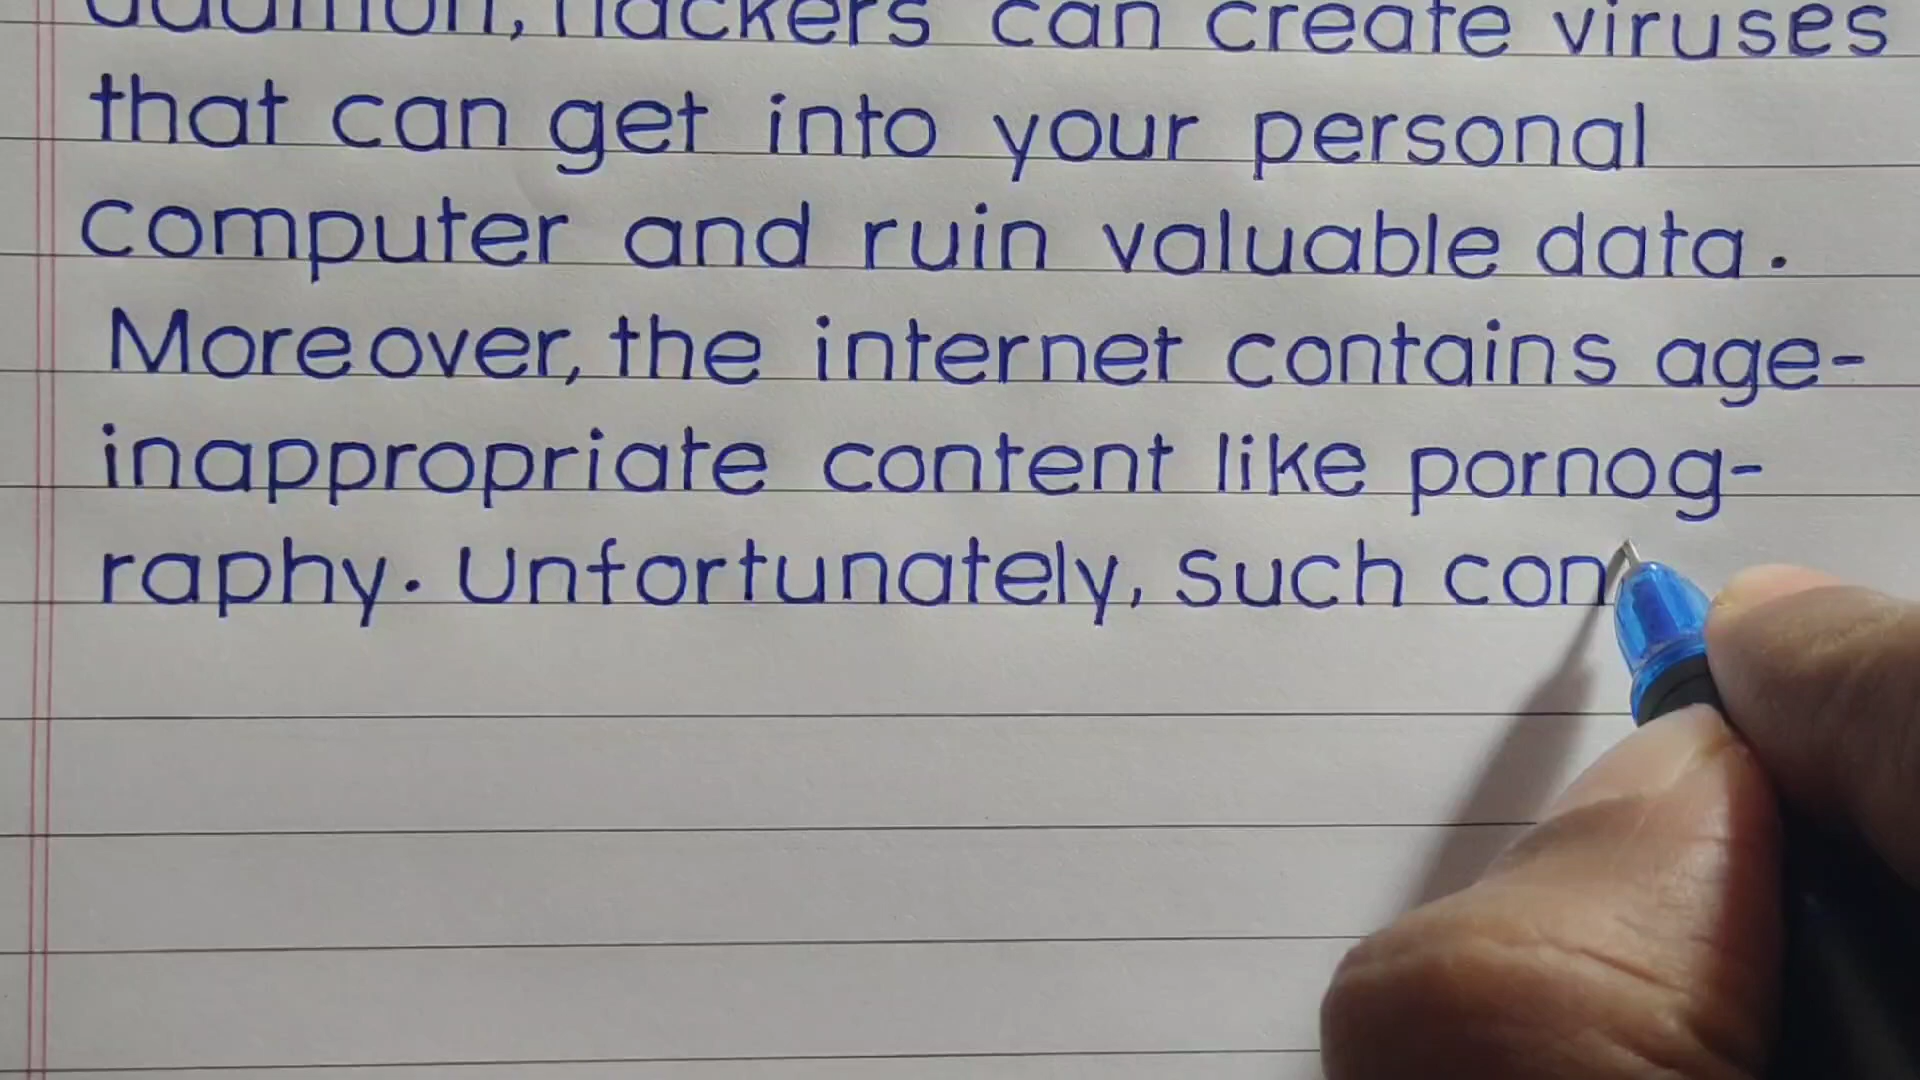 addition, hackers can create viruses
that can get into your personal
computer and ruin valuable data.
Moreover, the internet contains age-
inappropriate content like pornog-
raphy. Unfortunately, such con